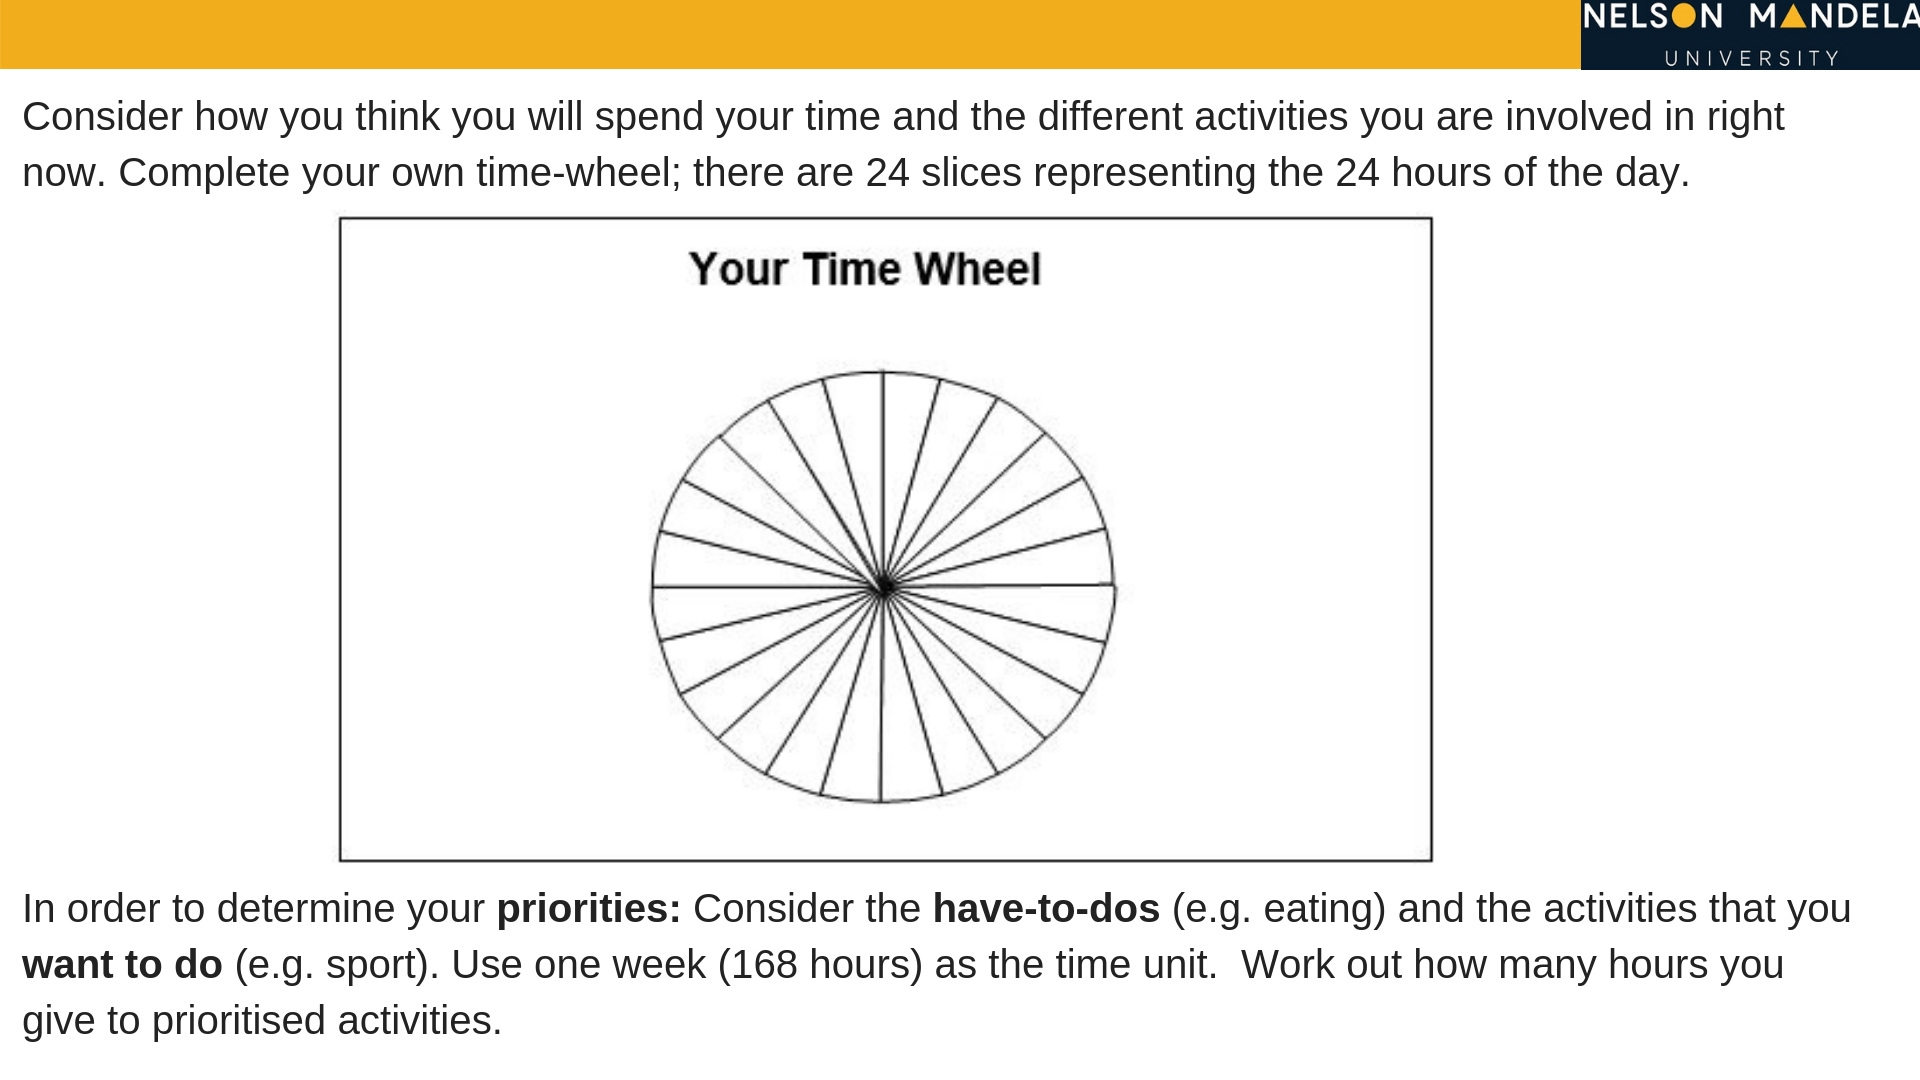 NELSON MANDELA
UNIVERSITY
Consider how you think you will spend your time and the different activities you are involved in right
now. Complete your own time-wheel; there are 24 slices representing the 24 hours of the day.
Your Time Wheel
In order to determine your priorities: Consider the have-to-dos (e.g. eating) and the activities that you
want to do (e.g. sport). Use one week (168 hours) as the time unit.  Work out how many hours you
give to prioritised activities.